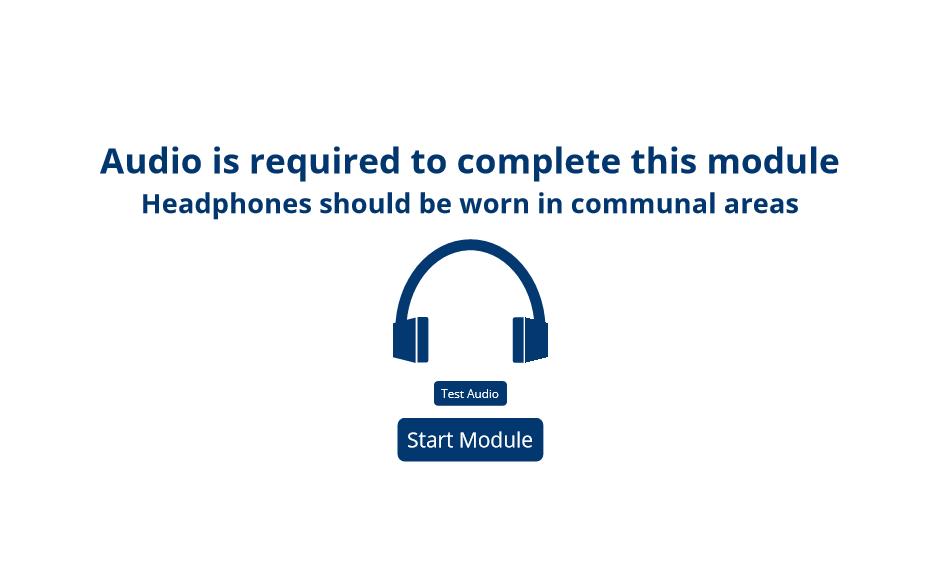 Audio is required to complete this module
Headphones should be worn in communal areas
Test Audio
Start Module